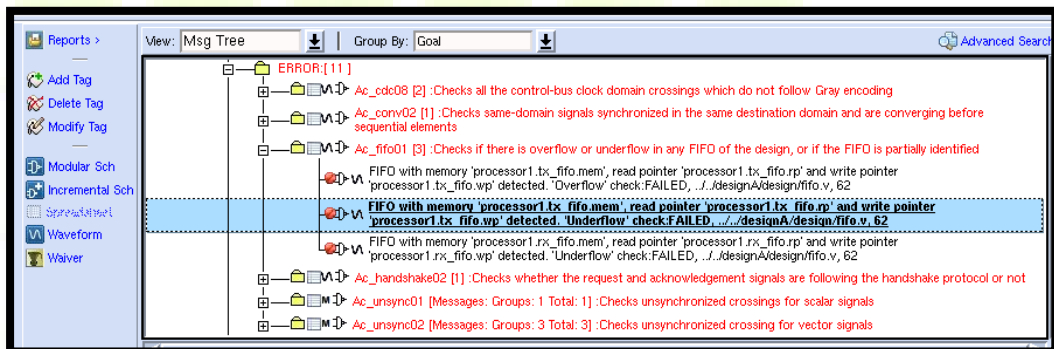 Reports >
Add Tag
Delete Tag
Modify Tag
Modular Sch
Incremental Sch
Spreadsheet
Waveform
Waiver
View: Msg Tree Group By: Goal Advanced Search
ERROR:[11 ]
Ac_cdc08 [2] :Checks all the control-bus clock domain crossings which do not follow Gray encoding
Ac_conv02 [1] :Checks same-domain signals synchronized in the same destination domain and are converging before
sequential elements
Ac_fifo01 [3] :Checks if there is overflow or underflow in any FIFO of the design, or if the FIFO is partially identified
FIFO with memory 'processor1.tx_fifo.mem', read pointer 'processor1.tx_fifo.rp' and write pointer
'processor1.tx_fifo.wp' detected. 'Overflow' check:FAILED, ../../designA/design/fifo.v, 62
FIFO with memory 'processor1.tx_fifo.mem', read pointer 'processor1.tx_fifo.rp' and write pointer
'processor1.tx_fifo.wp' detected. 'Underflow' check:FAILED, ../../designA/design/fifo.v, 62
FIFO with memory 'processor1.rx_fifo.mem', read pointer 'processor1.rx_fifo.rp' and write pointer
'processor1.rx_fifo.wp' detected. 'Underflow' check:FAILED, ../../designA/design/fifo.v, 62
Ac_handshake02 [1] :Checks whether the request and acknowledgement signals are following the handshake protocol or not
M Ac_unsync01 [Messages: Groups: 1 Total: 1] :Checks unsynchronized crossings for scalar signals
M Ac_unsync02 [Messages: Groups: 3 Total: 3] :Checks unsynchronized crossing for vector signals